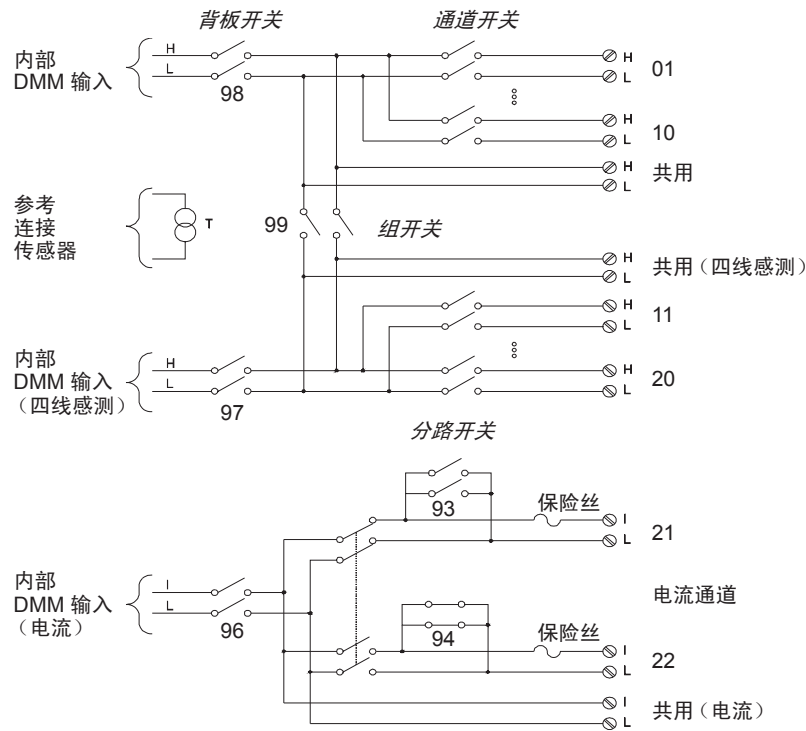 背板开关
通道开关
内部
DMM 输入
H
L
98
H
L
01
H
L
10
H
L
共用
参考
连接
传感器
T
99
组开关
H
L
共用（四线感测）
H
L
11
内部
DMM 输入
（四线感测）
H
L
97
H
L
20
分路开关
93
保险丝
I
L
21
内部
DMM 输入
（电流）
I
L
96
电流通道
94
保险丝
I
L
22
I
L
共用（电流）